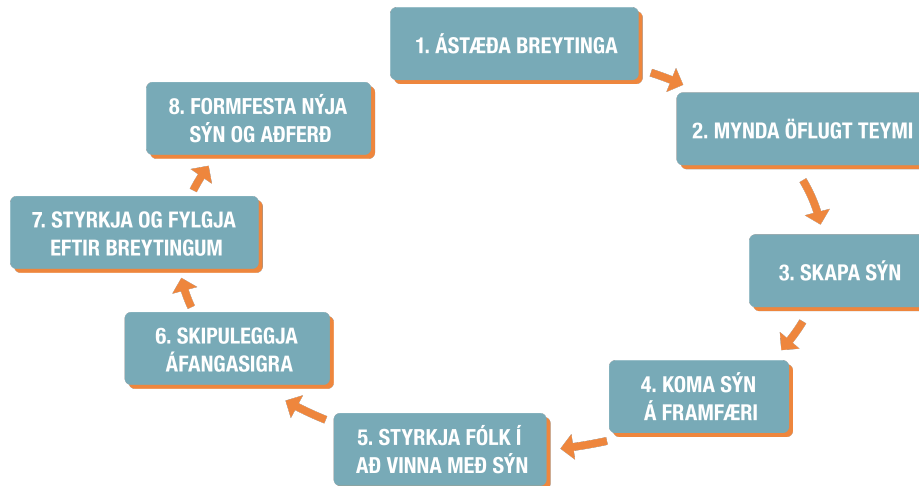 1. ÁSTÆÐA BREYTINGA
2. MYNDA ÖFLUGT TEYMI
3. SKAPA SÝN
4. KOMA SÝN
Á FRAMFÆRI
5. STYRKJA FÓLK Í
AÐ VINNA MEÐ SÝN
6. SKIPULEGGJA
ÁFANGASIGRA
7. STYRKJA OG FYLGJA
EFTIR BREYTINGUM
8. FORMFESTA NÝJA
SÝN OG AÐFERÐ